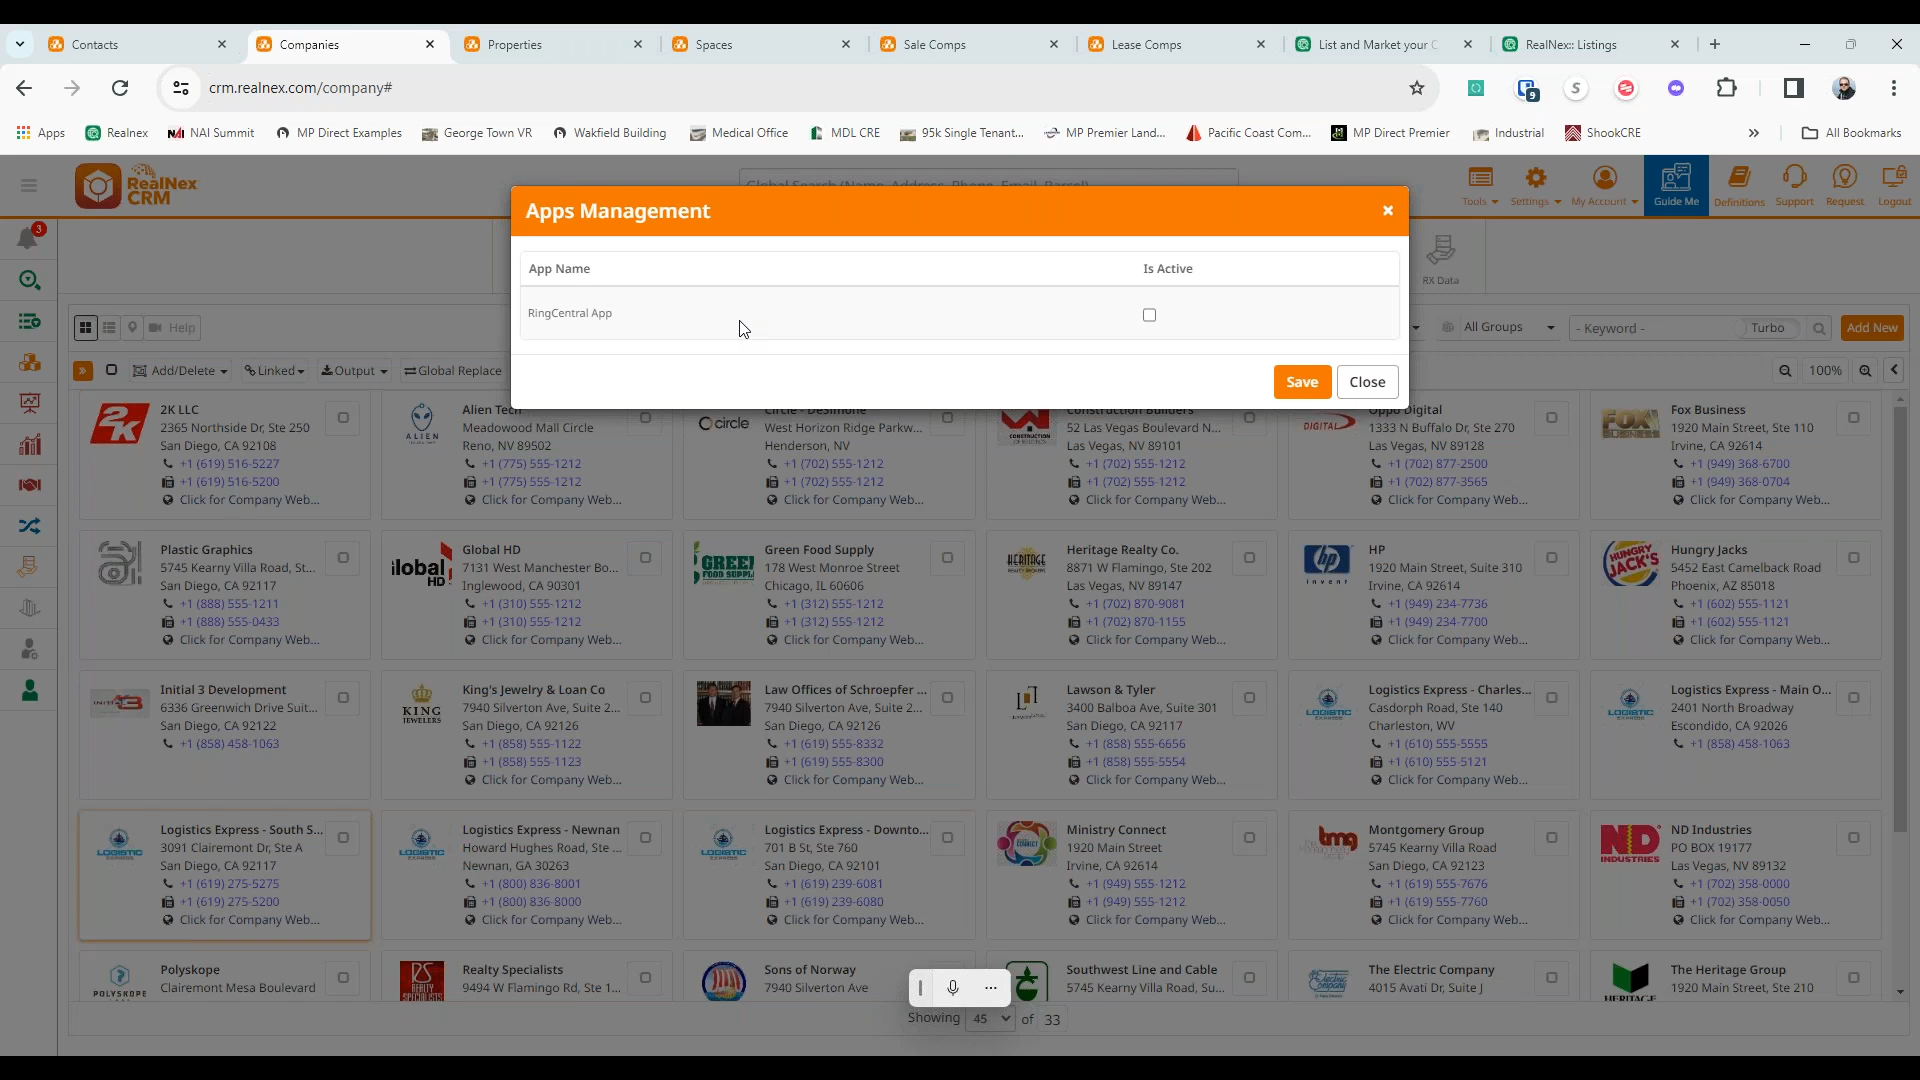 Contacts
Companies
Properties
Spaces
Sale Comps
Lease Comps
List and Market your C
RealNex:: Listings
crm.realnex.com/company#
9
Apps
Realnex
NAI Summit
MP Direct Examples
George Town VR
Wakfield Building
Medical Office
MDL CRE
95k Single Tenant...
MP Premier Land...
Pacific Coast Com...
MP Direct Premier
Industrial
ShookCRE
All Bookmarks
RealNex
CRM
Global Search (Name, Address, Phone, Email, Parcel)
Tools
Settings
My Account
Guide Me
Definitions
Support
Request
Logout
Apps Management
3
App Name
Is Active
RX Data
RingCentral App
Help
All Groups
- Keyword -
Turbo
Add New
Add/Delete
Linked
Output
Global Replace
Save
Close
100%
2K LLC
2365 Northside Dr, Ste 250
San Diego, CA 92108
+1 (619) 516-5227
+1 (619) 516-5200
Click for Company Web...
Alien Tech
Meadowood Mall Circle
Reno, NV 89502
+1 (775) 555-1212
+1 (775) 555-1212
Click for Company Web...
Circle - DeSimone
West Horizon Ridge Parkw...
Henderson, NV
+1 (702) 555-1212
+1 (702) 555-1212
Click for Company Web...
Construction Builders
52 Las Vegas Boulevard N...
Las Vegas, NV 89101
+1 (702) 555-1212
+1 (702) 555-1212
Click for Company Web...
Oppo Digital
1333 N Buffalo Dr, Ste 270
Las Vegas, NV 89128
+1 (702) 877-2500
+1 (702) 877-3565
Click for Company Web...
Fox Business
1920 Main Street, Ste 110
Irvine, CA 92614
+1 (949) 368-6700
+1 (949) 368-0704
Click for Company Web...
Plastic Graphics
5745 Kearny Villa Road, St...
San Diego, CA 92117
+1 (888) 555-1211
+1 (888) 555-0433
Click for Company Web...
Global HD
7131 West Manchester Bo...
Inglewood, CA 90301
+1 (310) 555-1212
+1 (310) 555-1212
Click for Company Web...
Green Food Supply
178 West Monroe Street
Chicago, IL 60606
+1 (312) 555-1212
+1 (312) 555-1212
Click for Company Web...
Heritage Realty Co.
8871 W Flamingo, Ste 202
Las Vegas, NV 89147
+1 (702) 870-9081
+1 (702) 870-1155
Click for Company Web...
HP
1920 Main Street, Suite 310
Irvine, CA 92614
+1 (949) 234-7736
+1 (949) 234-7700
Click for Company Web...
Hungry Jacks
5452 East Camelback Road
Phoenix, AZ 85018
+1 (602) 555-1121
+1 (602) 555-1121
Click for Company Web...
Initial 3 Development
6336 Greenwich Drive Suit...
San Diego, CA 92122
+1 (858) 458-1063
King's Jewelry & Loan Co
7940 Silverton Ave, Suite 2...
San Diego, CA 92126
+1 (858) 555-1122
+1 (858) 555-1123
Click for Company Web...
Law Offices of Schroepfer ...
7940 Silverton Ave, Suite 2...
San Diego, CA 92126
+1 (619) 555-8332
+1 (619) 555-8300
Click for Company Web...
Lawson & Tyler
3400 Balboa Ave, Suite 301
San Diego, CA 92117
+1 (858) 555-6656
+1 (858) 555-5554
Click for Company Web...
Logistics Express - Charles...
Casdorph Road, Ste 140
Charleston, WV
+1 (610) 555-5555
+1 (610) 555-5121
Click for Company Web...
Logistics Express - Main O...
2401 North Broadway
Escondido, CA 92026
+1 (858) 458-1063
Logistics Express - South S...
3091 Clairemont Dr, Ste A
San Diego, CA 92117
+1 (619) 275-5275
+1 (619) 275-5200
Click for Company Web...
Logistics Express - Newnan
Howard Hughes Road, Ste ...
Newnan, GA 30263
+1 (800) 836-8001
+1 (800) 836-8000
Click for Company Web...
Logistics Express - Downto...
701 B St, Ste 760
San Diego, CA 92101
+1 (619) 239-6081
+1 (619) 239-6080
Click for Company Web...
Ministry Connect
1920 Main Street
Irvine, CA 92614
+1 (949) 555-1212
+1 (949) 555-1212
Click for Company Web...
Montgomery Group
5745 Kearny Villa Road
San Diego, CA 92123
+1 (619) 555-7676
+1 (619) 555-7760
Click for Company Web...
ND Industries
PO BOX 19177
Las Vegas, NV 89132
+1 (702) 358-0000
+1 (702) 358-0050
Click for Company Web...
Polyskope
Clairemont Mesa Boulevard
Realty Specialists
9494 W Flamingo Rd, Ste 1...
Sons of Norway
7940 Silverton Ave
Southwest Line and Cable
5745 Kearny Villa Road, Su...
The Electric Company
4015 Avati Dr, Suite J
The Heritage Group
1920 Main Street, Ste 210
Showing 45 of 33